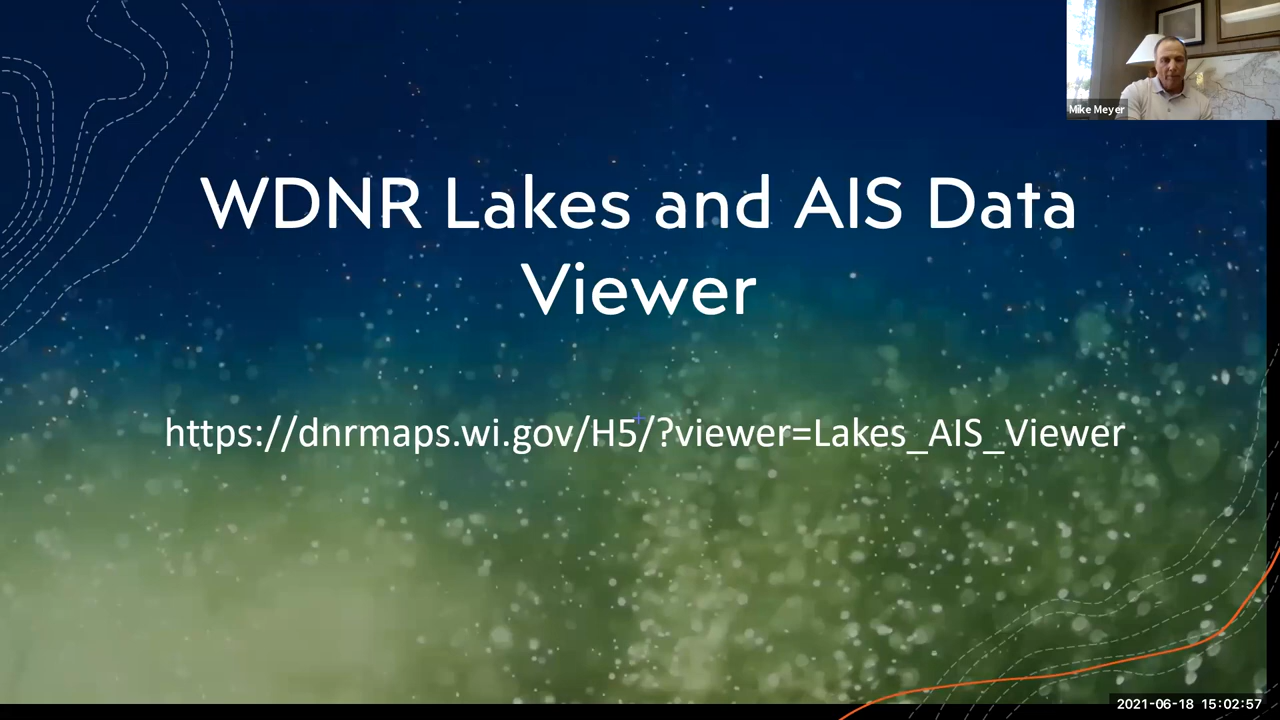 Mike Meyer
WDNR Lakes and AIS Data
Viewer
https://dnrmaps.wi.gov/H5/?viewer=Lakes_AIS_Viewer
2021-06-18 15:02:57